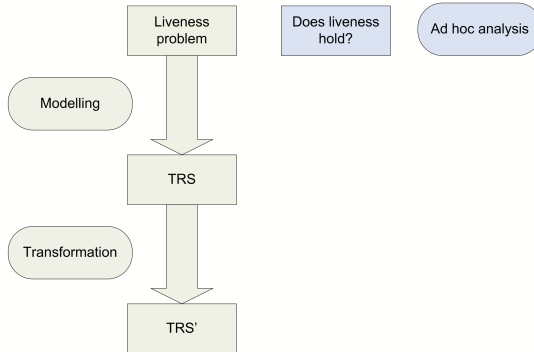 Liveness
problem
Does liveness
hold?
Ad hoc analysis
Modelling
TRS
Transformation
TRS’